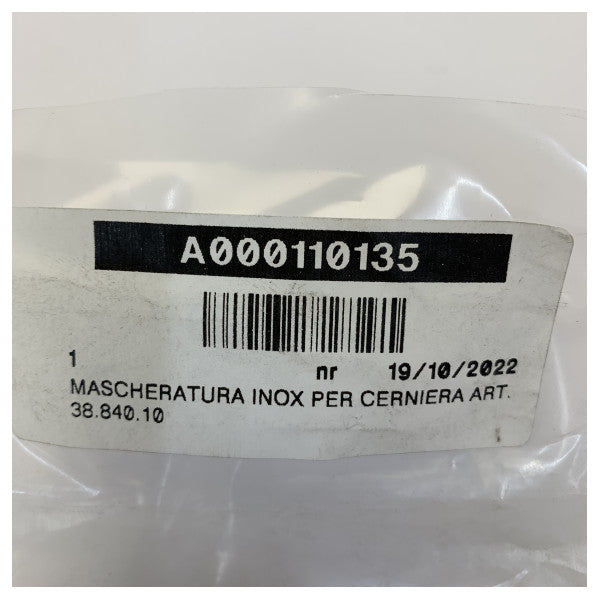 A000110135
1 nr 19/10/2022
MASCHERATURA INOX PER CERNIERA ART.
38.840.10